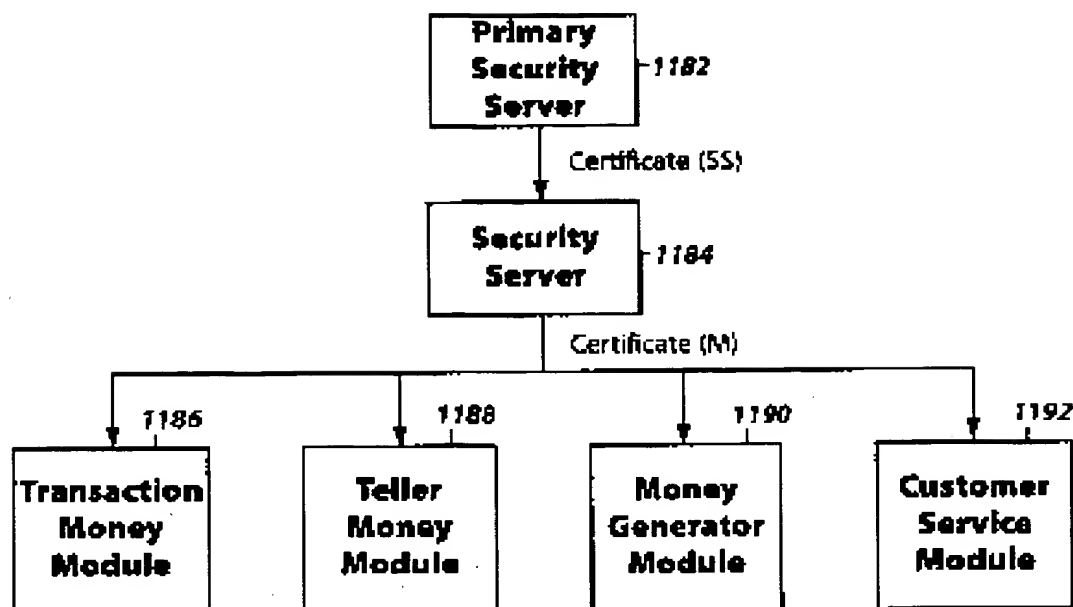 Primary
Security
Server
1182
Certificate (SS)
Security
Server
1184
Certificate (M)
1186
1188
1190
1192
Transaction
Money
Module
Teller
Money
Module
Money
Generator
Module
Customer
Service
Module